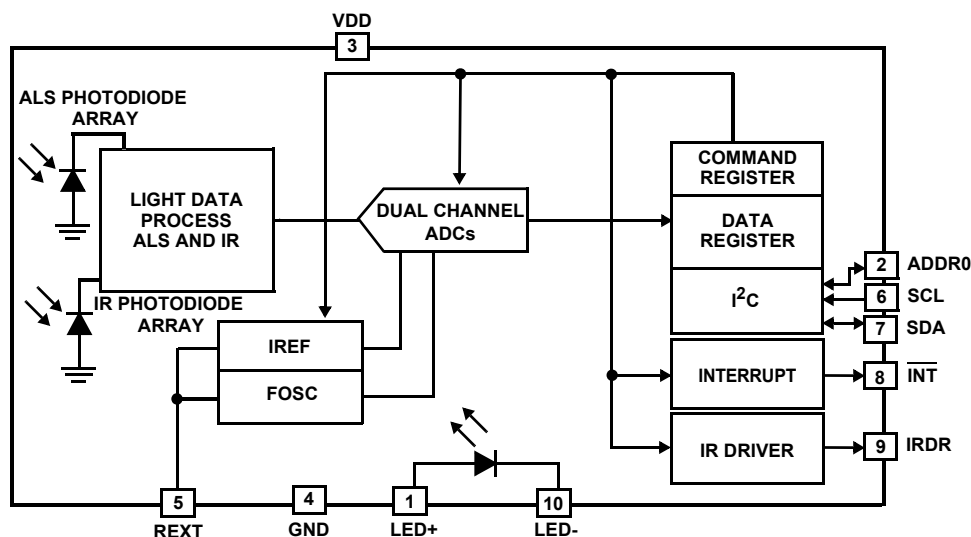 VDD
3
ALS PHOTODIODE
ARRAY
LIGHT DATA
PROCESS
ALS AND IR
IR PHOTODIODE
ARRAY
DUAL CHANNEL
ADCs
IREF
FOSC
COMMAND
REGISTER
DATA
REGISTER
I²C
INTERRUPT
IR DRIVER
2 ADDR0
6 SCL
7 SDA
8 I̅N̅T̅
9 IRDR
5
REXT
4
GND
1
LED+
10
LED-